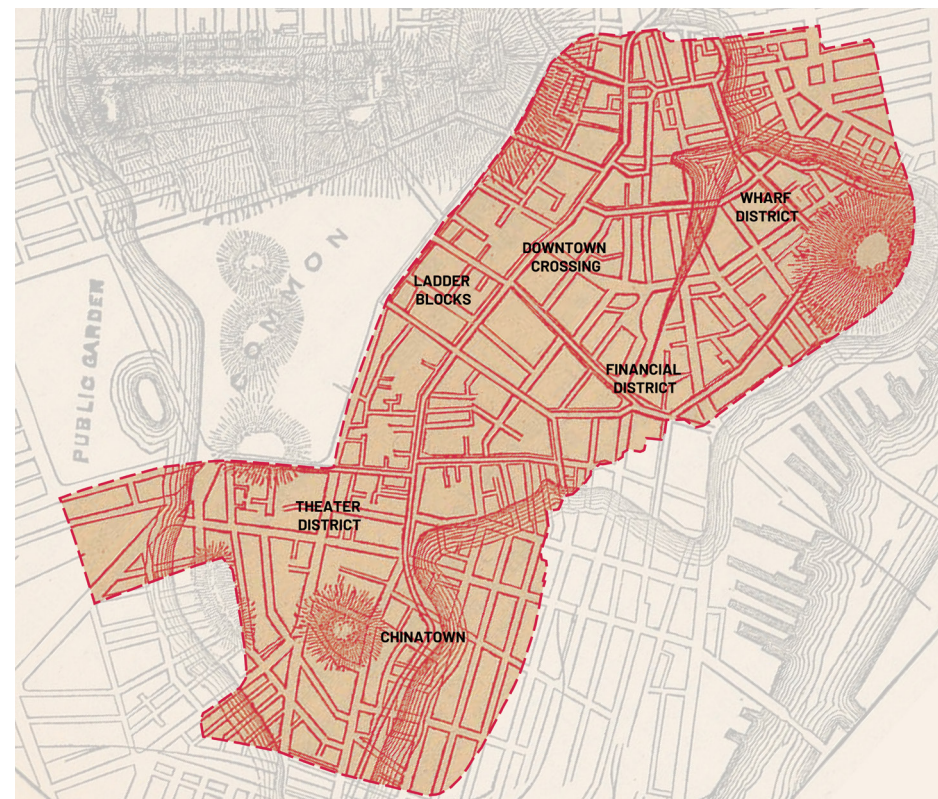 WHARF
DISTRICT
DOWNTOWN
CROSSING
LADDER
BLOCKS
COMMON
PUBLIC GARDEN
FINANCIAL
DISTRICT
THEATER
DISTRICT
CHINATOWN